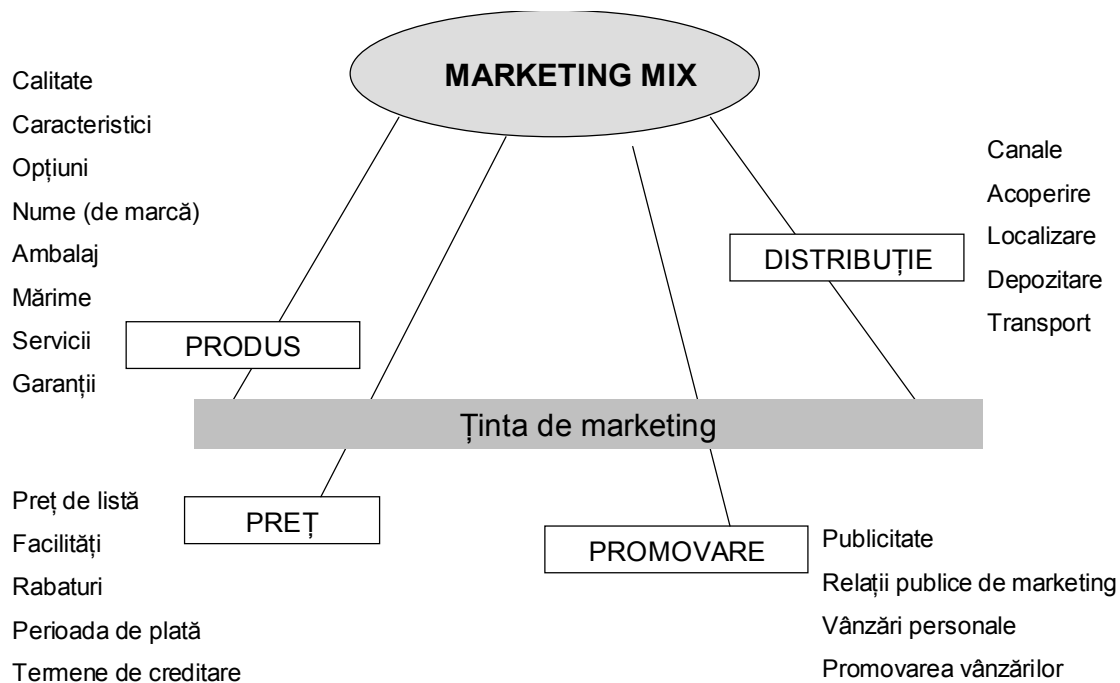 MARKETING MIX
Calitate
Caracteristici
Opțiuni
Nume (de marcă)
Ambalaj
Mărime
Servicii
Garanții
PRODUS
Canale
Acoperire
Localizare
Depozitare
Transport
DISTRIBUȚIE
Ținta de marketing
Preț de listă
Facilități
Rabaturi
Perioada de plată
Termene de creditare
PREȚ
PROMOVARE
Publicitate
Relații publice de marketing
Vânzări personale
Promovarea vânzărilor